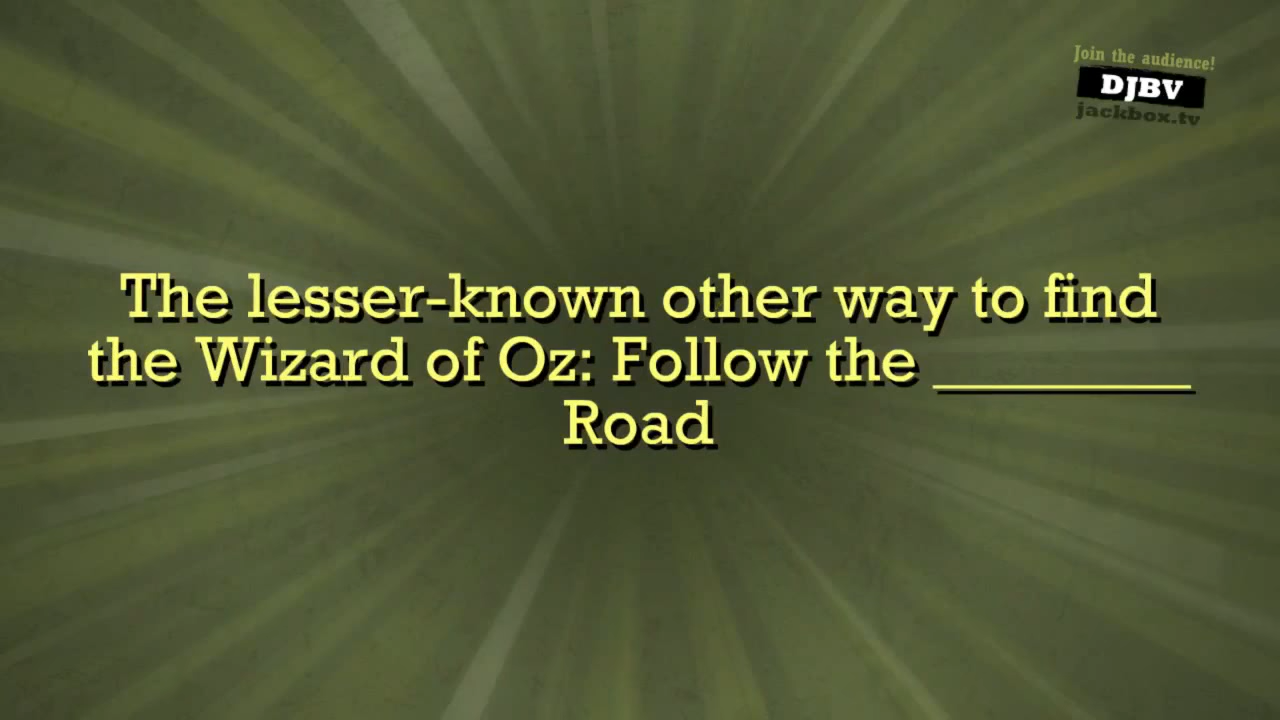 Join the audience!
DJBV
jackbox.tv
The lesser-known other way to find
the Wizard of Oz: Follow the _________
Road